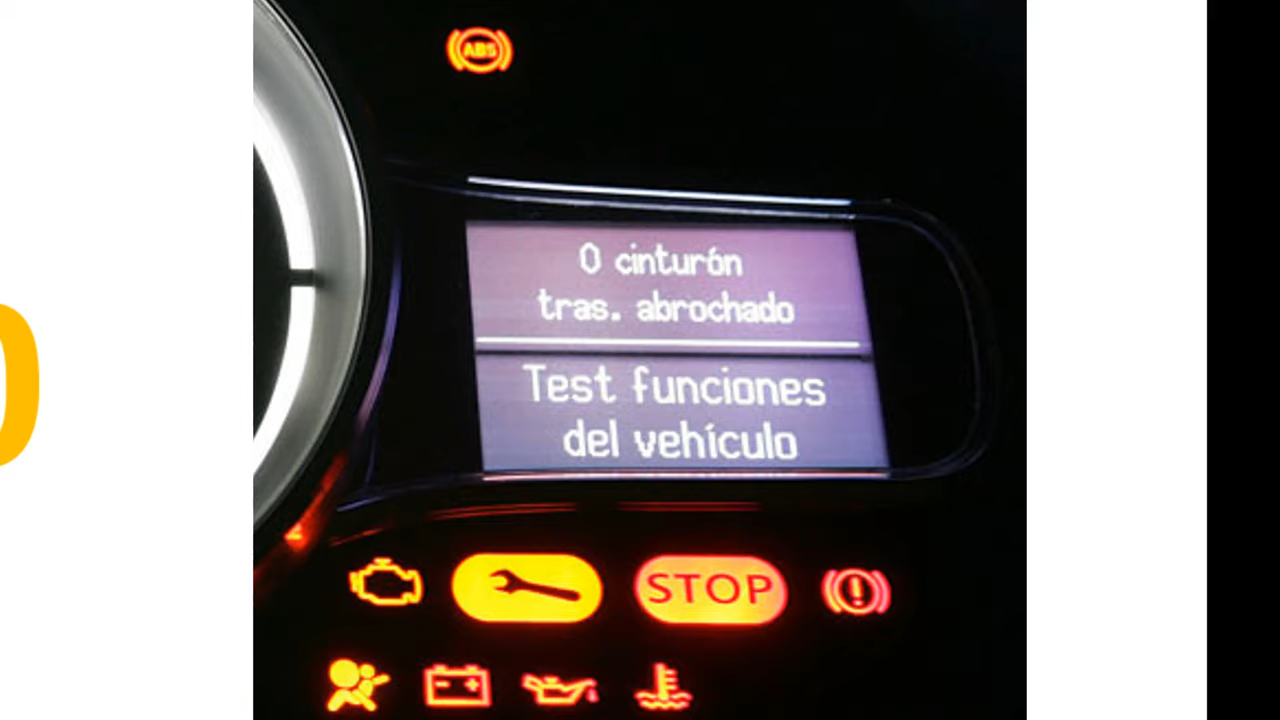 ABS
0 cinturón
tras. abrochado
Test funciones
del vehículo
STOP